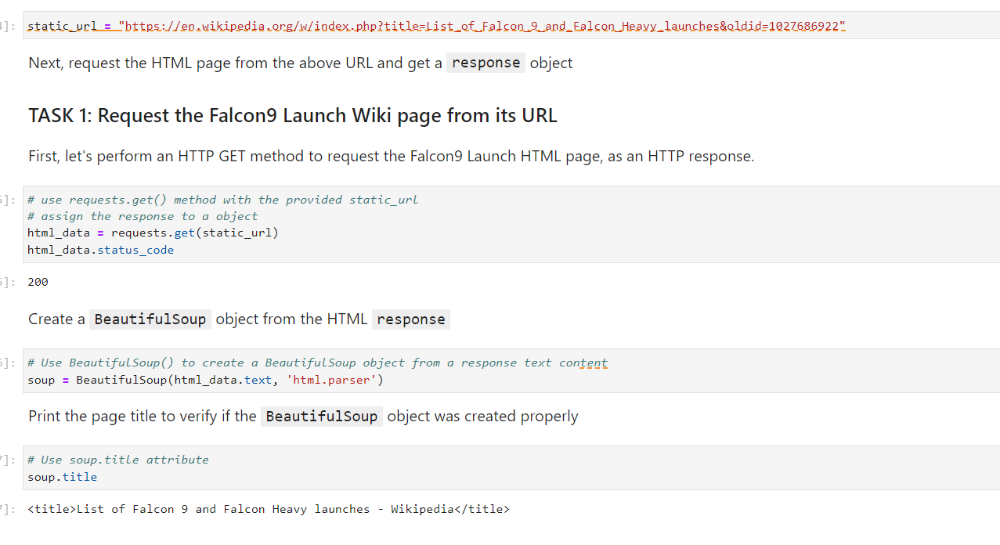 4]: static_url = "https://en.wikipedia.org/w/index.php?title=List_of_Falcon_9_and_Falcon_Heavy_launches&oldid=1027686922"
Next, request the HTML page from the above URL and get a response object
TASK 1: Request the Falcon9 Launch Wiki page from its URL
First, let's perform an HTTP GET method to request the Falcon9 Launch HTML page, as an HTTP response.
5]: # use requests.get() method with the provided static_url
# assign the response to a object
html_data = requests.get(static_url)
html_data.status_code
5]: 200
Create a BeautifulSoup object from the HTML response
6]: # Use BeautifulSoup() to create a BeautifulSoup object from a response text content
soup = BeautifulSoup(html_data.text, 'html.parser')
Print the page title to verify if the BeautifulSoup object was created properly
7]: # Use soup.title attribute
soup.title
7]: <title>List of Falcon 9 and Falcon Heavy launches - Wikipedia</title>